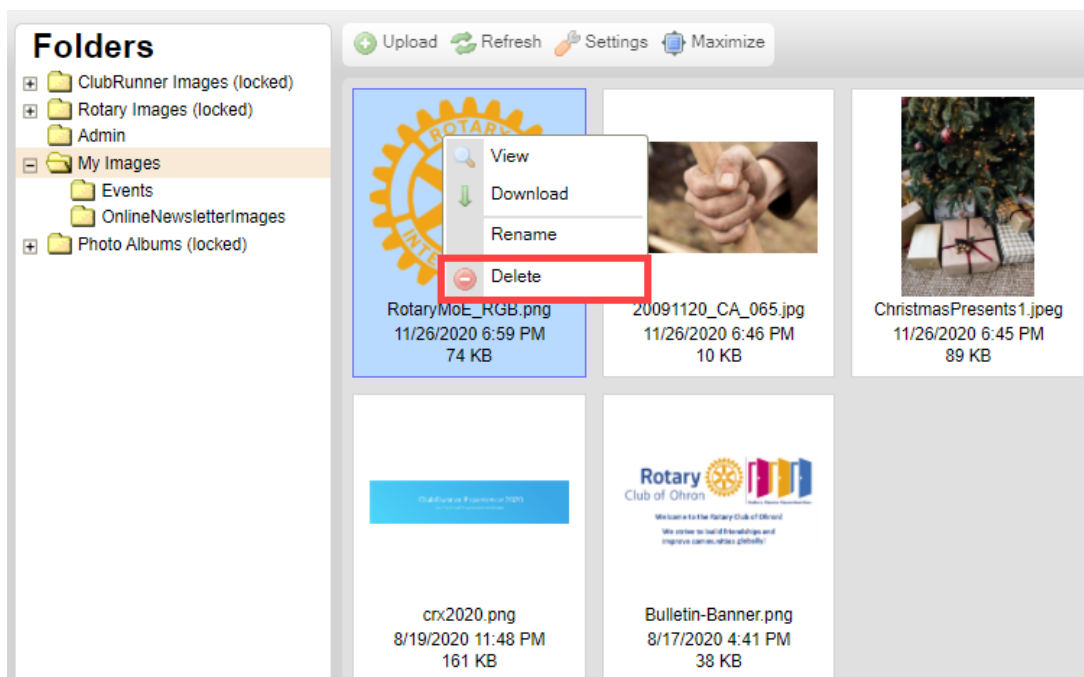 Folders
ClubRunner Images (locked)
Rotary Images (locked)
Admin
My Images
Events
OnlineNewsletterImages
Photo Albums (locked)
Upload Refresh Settings Maximize
ROTARY
View
Download
Rename
Delete
RotaryMoE_RGB.png
11/26/2020 6:59 PM
74 KB
20091120_CA_065.jpg
11/26/2020 6:46 PM
10 KB
ChristmasPresents1.jpeg
11/26/2020 6:45 PM
89 KB
ClubRunner Experience 2020
crx2020.png
8/19/2020 11:48 PM
161 KB
Rotary
Club of Ohron
Welcome to the Rotary Club of Ohron!
We strive to build friendships and
improve communities globally!
Bulletin-Banner.png
8/17/2020 4:41 PM
38 KB